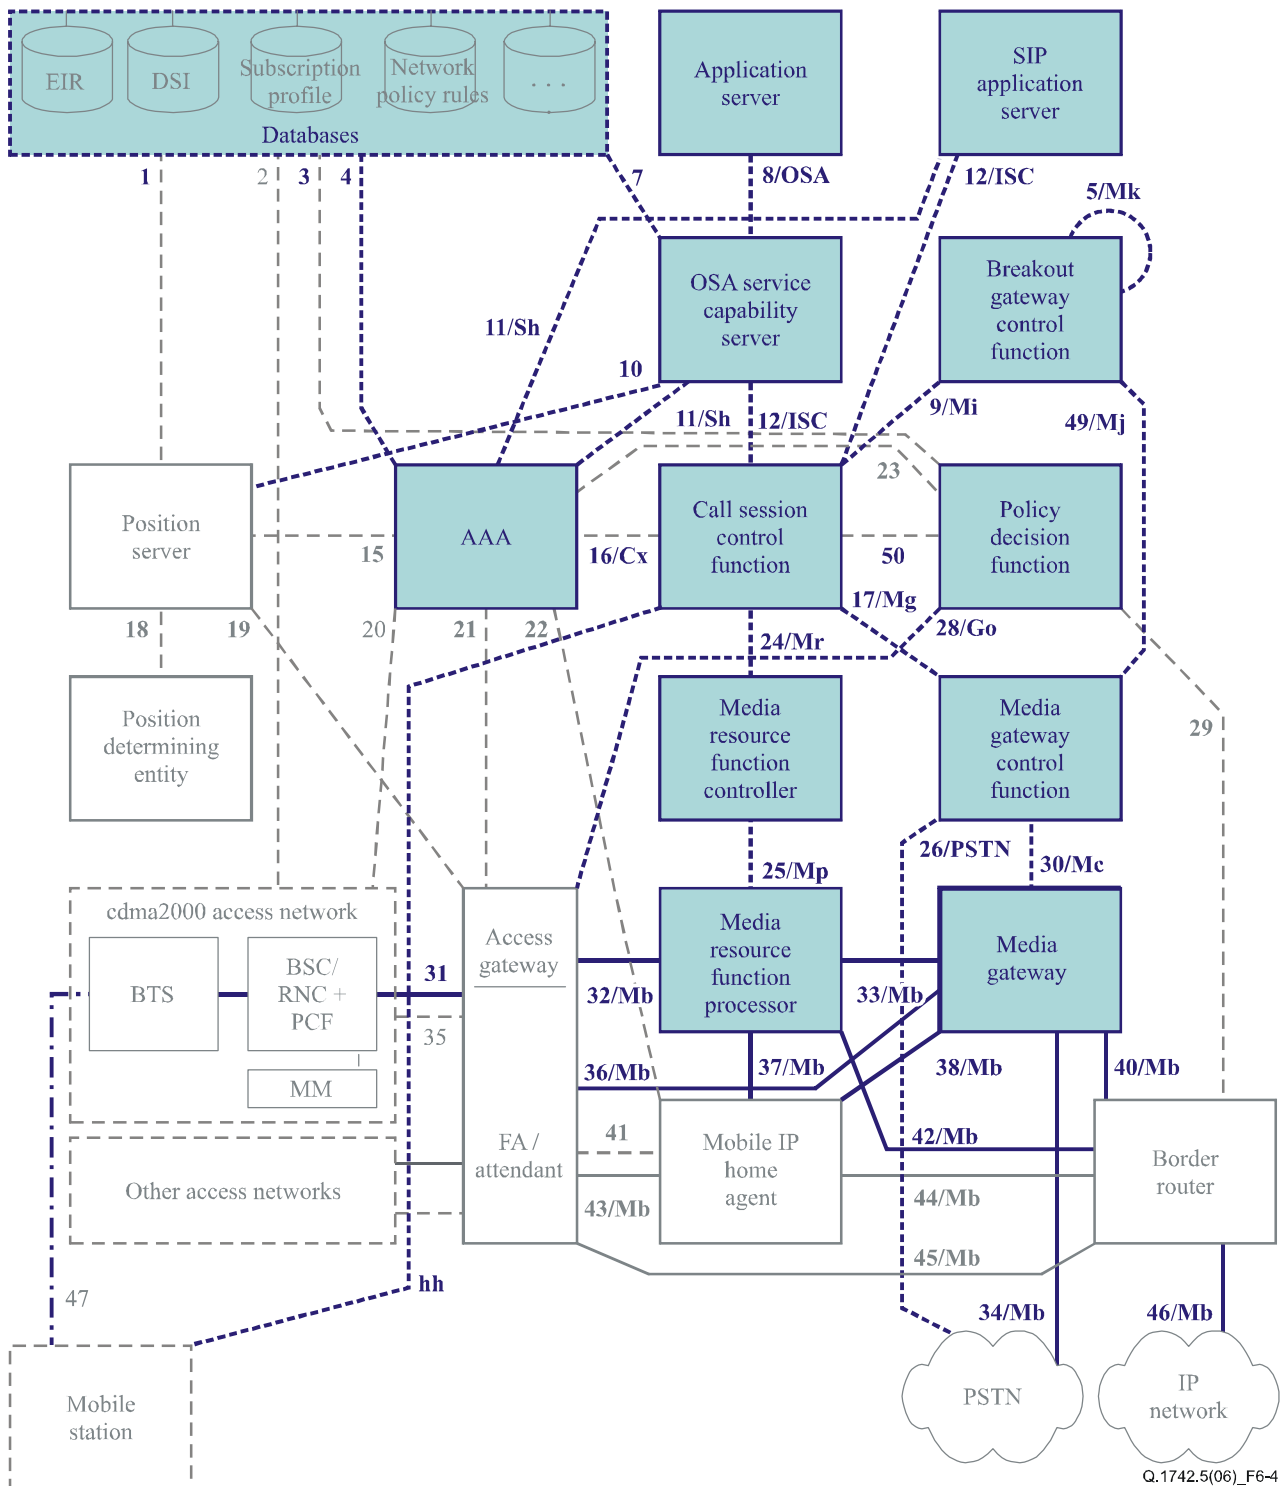 EIR
DSI
Subscription
profile
Network
policy rules
. . .
Databases
Application
server
SIP
application
server
1
2
3
4
7
8/OSA
12/ISC
5/Mk
OSA service
capability
server
Breakout
gateway
control
function
11/Sh
10
11/Sh
12/ISC
9/Mi
49/Mj
23
Position
server
15
AAA
16/Cx
Call session
control
function
50
Policy
decision
function
17/Mg
18
19
20
21
22
24/Mr
28/Go
29
Position
determining
entity
Media
resource
function
controller
Media
gateway
control
function
25/Mp
26/PSTN
30/Mc
cdma2000 access network
BTS
BSC/
RNC +
PCF
MM
31
35
Access
gateway
32/Mb
Media
resource
function
processor
33/Mb
Media
gateway
36/Mb
37/Mb
38/Mb
40/Mb
Other access networks
FA /
attendant
41
43/Mb
Mobile IP
home
agent
42/Mb
44/Mb
45/Mb
Border
router
47
hh
34/Mb
46/Mb
Mobile
station
PSTN
IP
network
Q.1742.5(06)_F6-4